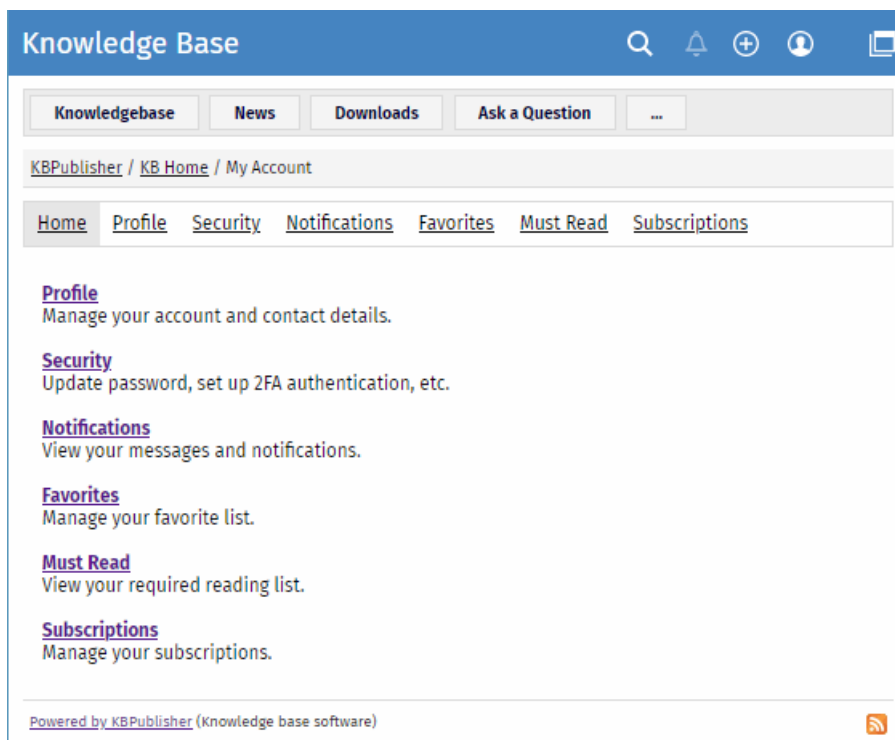 Knowledge Base
Knowledgebase News Downloads Ask a Question ...
KBPublisher / KB Home / My Account
Home Profile Security Notifications Favorites Must Read Subscriptions
Profile
Manage your account and contact details.
Security
Update password, set up 2FA authentication, etc.
Notifications
View your messages and notifications.
Favorites
Manage your favorite list.
Must Read
View your required reading list.
Subscriptions
Manage your subscriptions.
Powered by KBPublisher (Knowledge base software)